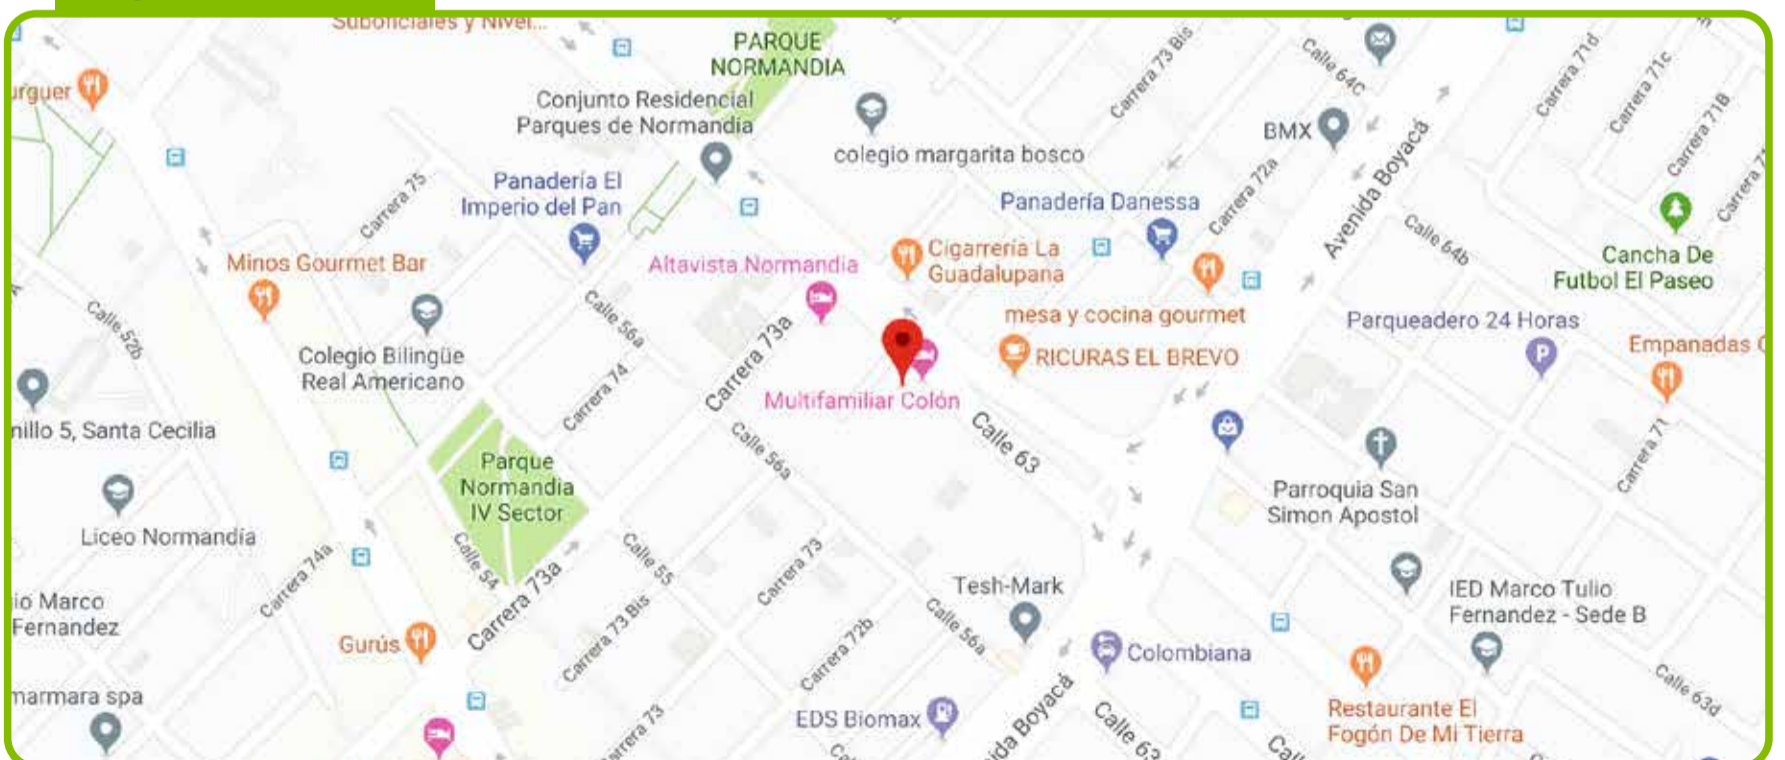 Suboficiales y Nivel...
PARQUE
NORMANDIA
Conjunto Residencial
Parques de Normandia
colegio margarita bosco
Carrera 73 Bis
Calle 64C
BMX
Carrera 71d
Carrera 71c
Carrera 71B
Avenida Boyacá
Carrera 72a
Carrera 75
Panadería El
Imperio del Pan
Panadería Danessa
Calle 64b
Cancha De
Futbol El Paseo
Minos Gourmet Bar
Altavista Normandia
Cigarrería La
Guadalupana
Calle 52b
Calle 56a
mesa y cocina gourmet
Parqueadero 24 Horas
Empanadas
RICURAS EL BREVO
Colegio Bilingüe
Real Americano
Carrera 74
Carrera 73a
Multifamiliar Colón
Calle 63
nillo 5, Santa Cecilia
Calle 56a
Carrera 71
Parque
Normandia
IV Sector
Parroquia San
Simon Apostol
Liceo Normandía
Calle 54
Calle 55
Carrera 73
Carrera 74a
Carrera 73a
Tesh-Mark
IED Marco Tulio
Fernandez - Sede B
io Marco
Fernandez
Carrera 73 Bis
Calle 56a
Gurús
Carrera 72b
Colombiana
Calle 63d
marmara spa
EDS Biomax
ida Boyacá
Calle 63
Restaurante El
Fogón De Mi Tierra
arrera 73